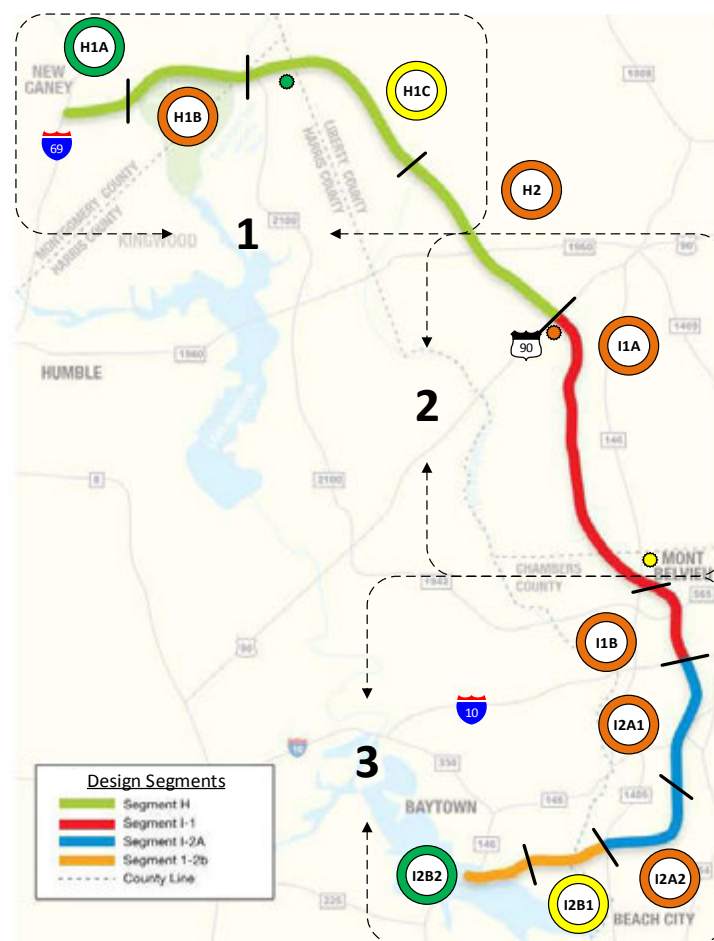 H1A
NEW
CANEY
H1B
H1C
69
1008
LIBERTY COUNTY
HARRIS COUNTY
MONTGOMERY COUNTY
HARRIS COUNTY
H2
KINGWOOD
1
2100
1960
90
1960
90
I1A
1409
HUMBLE
2
146
8
2100
MONT
BELVIEU
CHAMBERS
COUNTY
1942
565
I1B
90
10
I2A1
10
3
330
Design Segments
Segment H
Segment I-1
Segment I-2A
Segment 1-2b
County Line
BAYTOWN
146
1405
146
I2B2
I2A2
I2B1
225
BEACH CITY